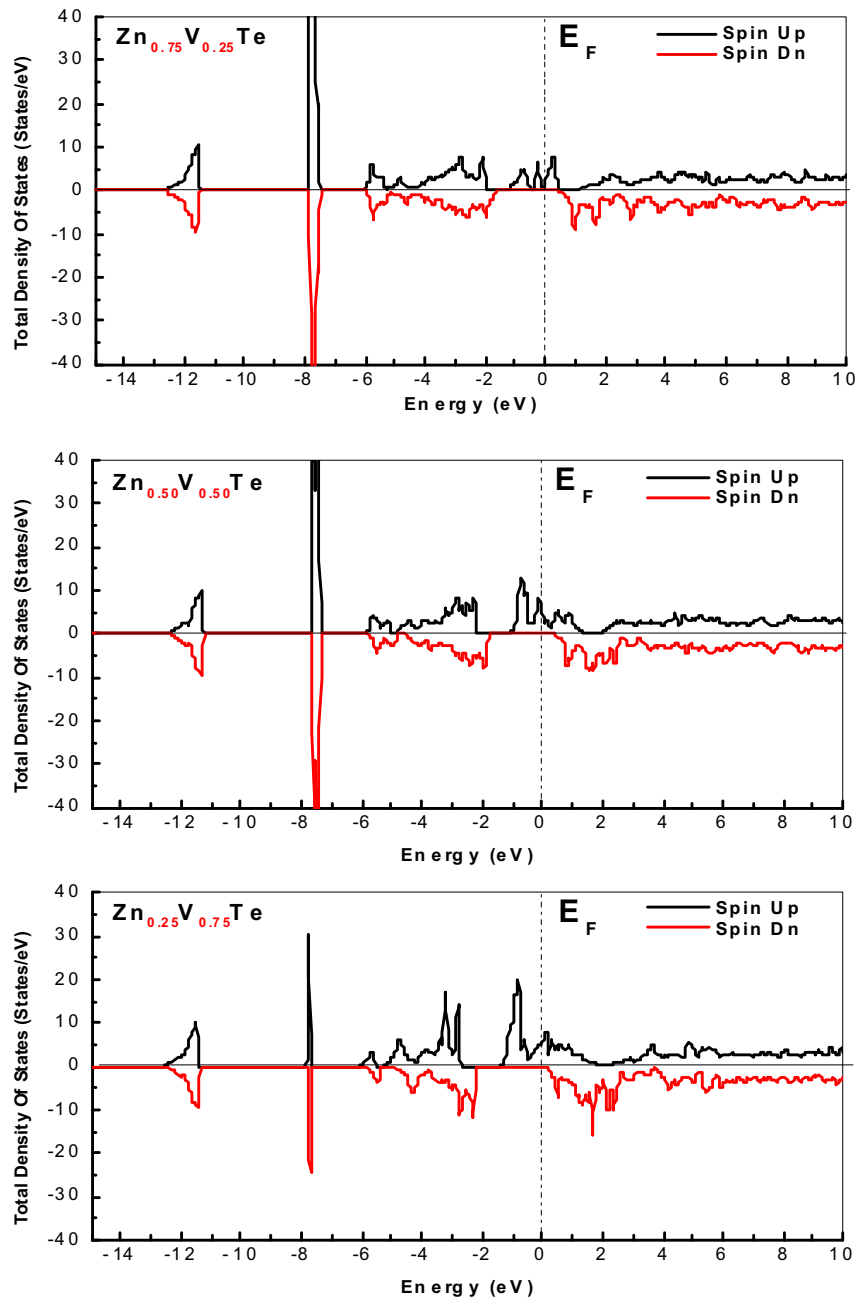 Zn0.75V0.25Te
EF
Spin Up
Spin Dn
Total Density Of States (States/eV)
40
30
20
10
0
-10
-20
-30
-40
-14 -12 -10 -8 -6 -4 -2 0 2 4 6 8 10
Energy (eV)
Zn0.50V0.50Te
EF
Spin Up
Spin Dn
Total Density Of States (States/eV)
40
30
20
10
0
-10
-20
-30
-40
-14 -12 -10 -8 -6 -4 -2 0 2 4 6 8 10
Energy (eV)
Zn0.25V0.75Te
EF
Spin Up
Spin Dn
Total Density Of States (States/eV)
40
30
20
10
0
-10
-20
-30
-40
-14 -12 -10 -8 -6 -4 -2 0 2 4 6 8 10
Energy (eV)